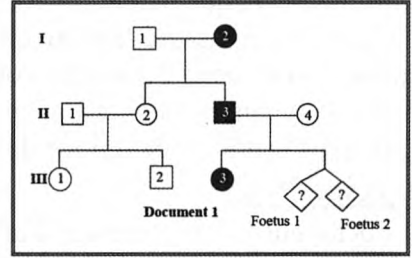 I 1 2
II 1 2 3 4
III 1 2 3 ? ?
Document 1 Foetus 1 Foetus 2